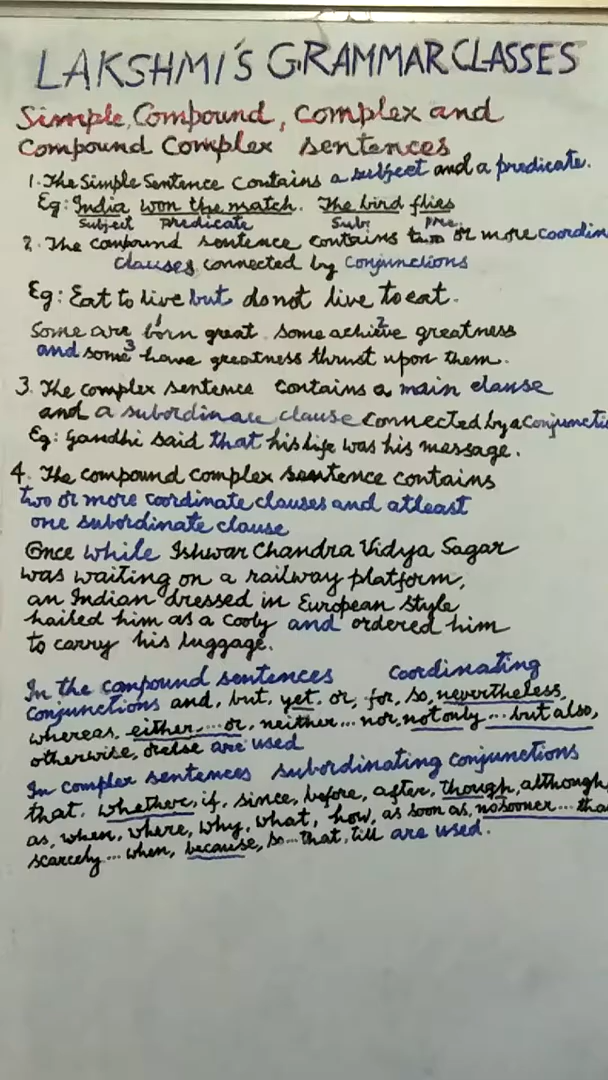 LAKSHMI'S GRAMMAR CLASSES
Simple, Compound, Complex and
Compound Complex sentences
1. The Simple Sentence contains a subject and a predicate.
Eg: India won the match. The bird flies
Subject predicate Subj pre
2. The compound sentence contains two or more coordin
clauses connected by conjunctions
Eg: Eat to live but do not live to eat.
Some are born great some achieve greatness
1 2
and some have greatness thrust upon them.
3
3. The complex sentence contains a main clause
and a subordinate clause connected by a conjuncti
Eg: Gandhi said that his life was his message.
4. The compound complex sentence contains
two or more coordinate clauses and atleast
one subordinate clause
Once while Ishwar Chandra Vidya Sagar
was waiting on a railway platform,
an Indian dressed in European style
hailed him as a cooly and ordered him
to carry his luggage.
In the compound sentences coordinating
conjunctions and, but, yet, or, for, so, nevertheless,
whereas, either...or, neither... nor, not only... but also,
otherwise, orelse are used
In complex sentences subordinating conjunctions
that, whether, if, since, before, after, though, although,
as, when, where, why, what, how, as soon as, nosooner... tha
scarcely... when, because, so... that, till are used.